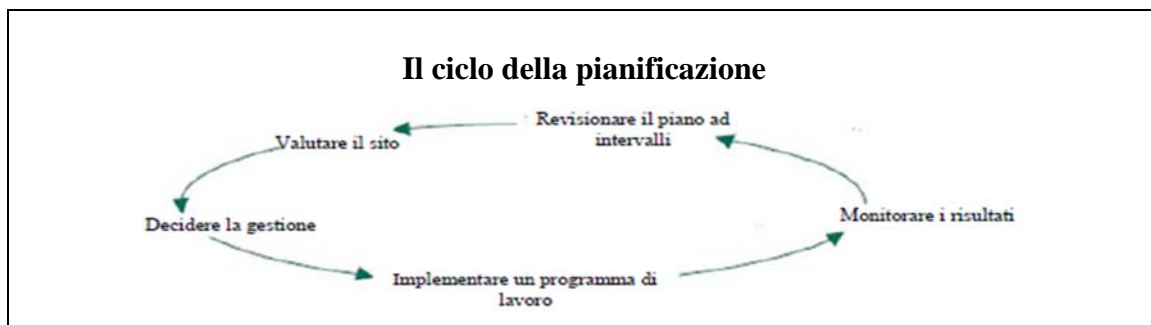 Il ciclo della pianificazione
Revisionare il piano ad
intervalli
Valutare il sito
Decidere la gestione
Monitorare i risultati
Implementare un programma di
lavoro